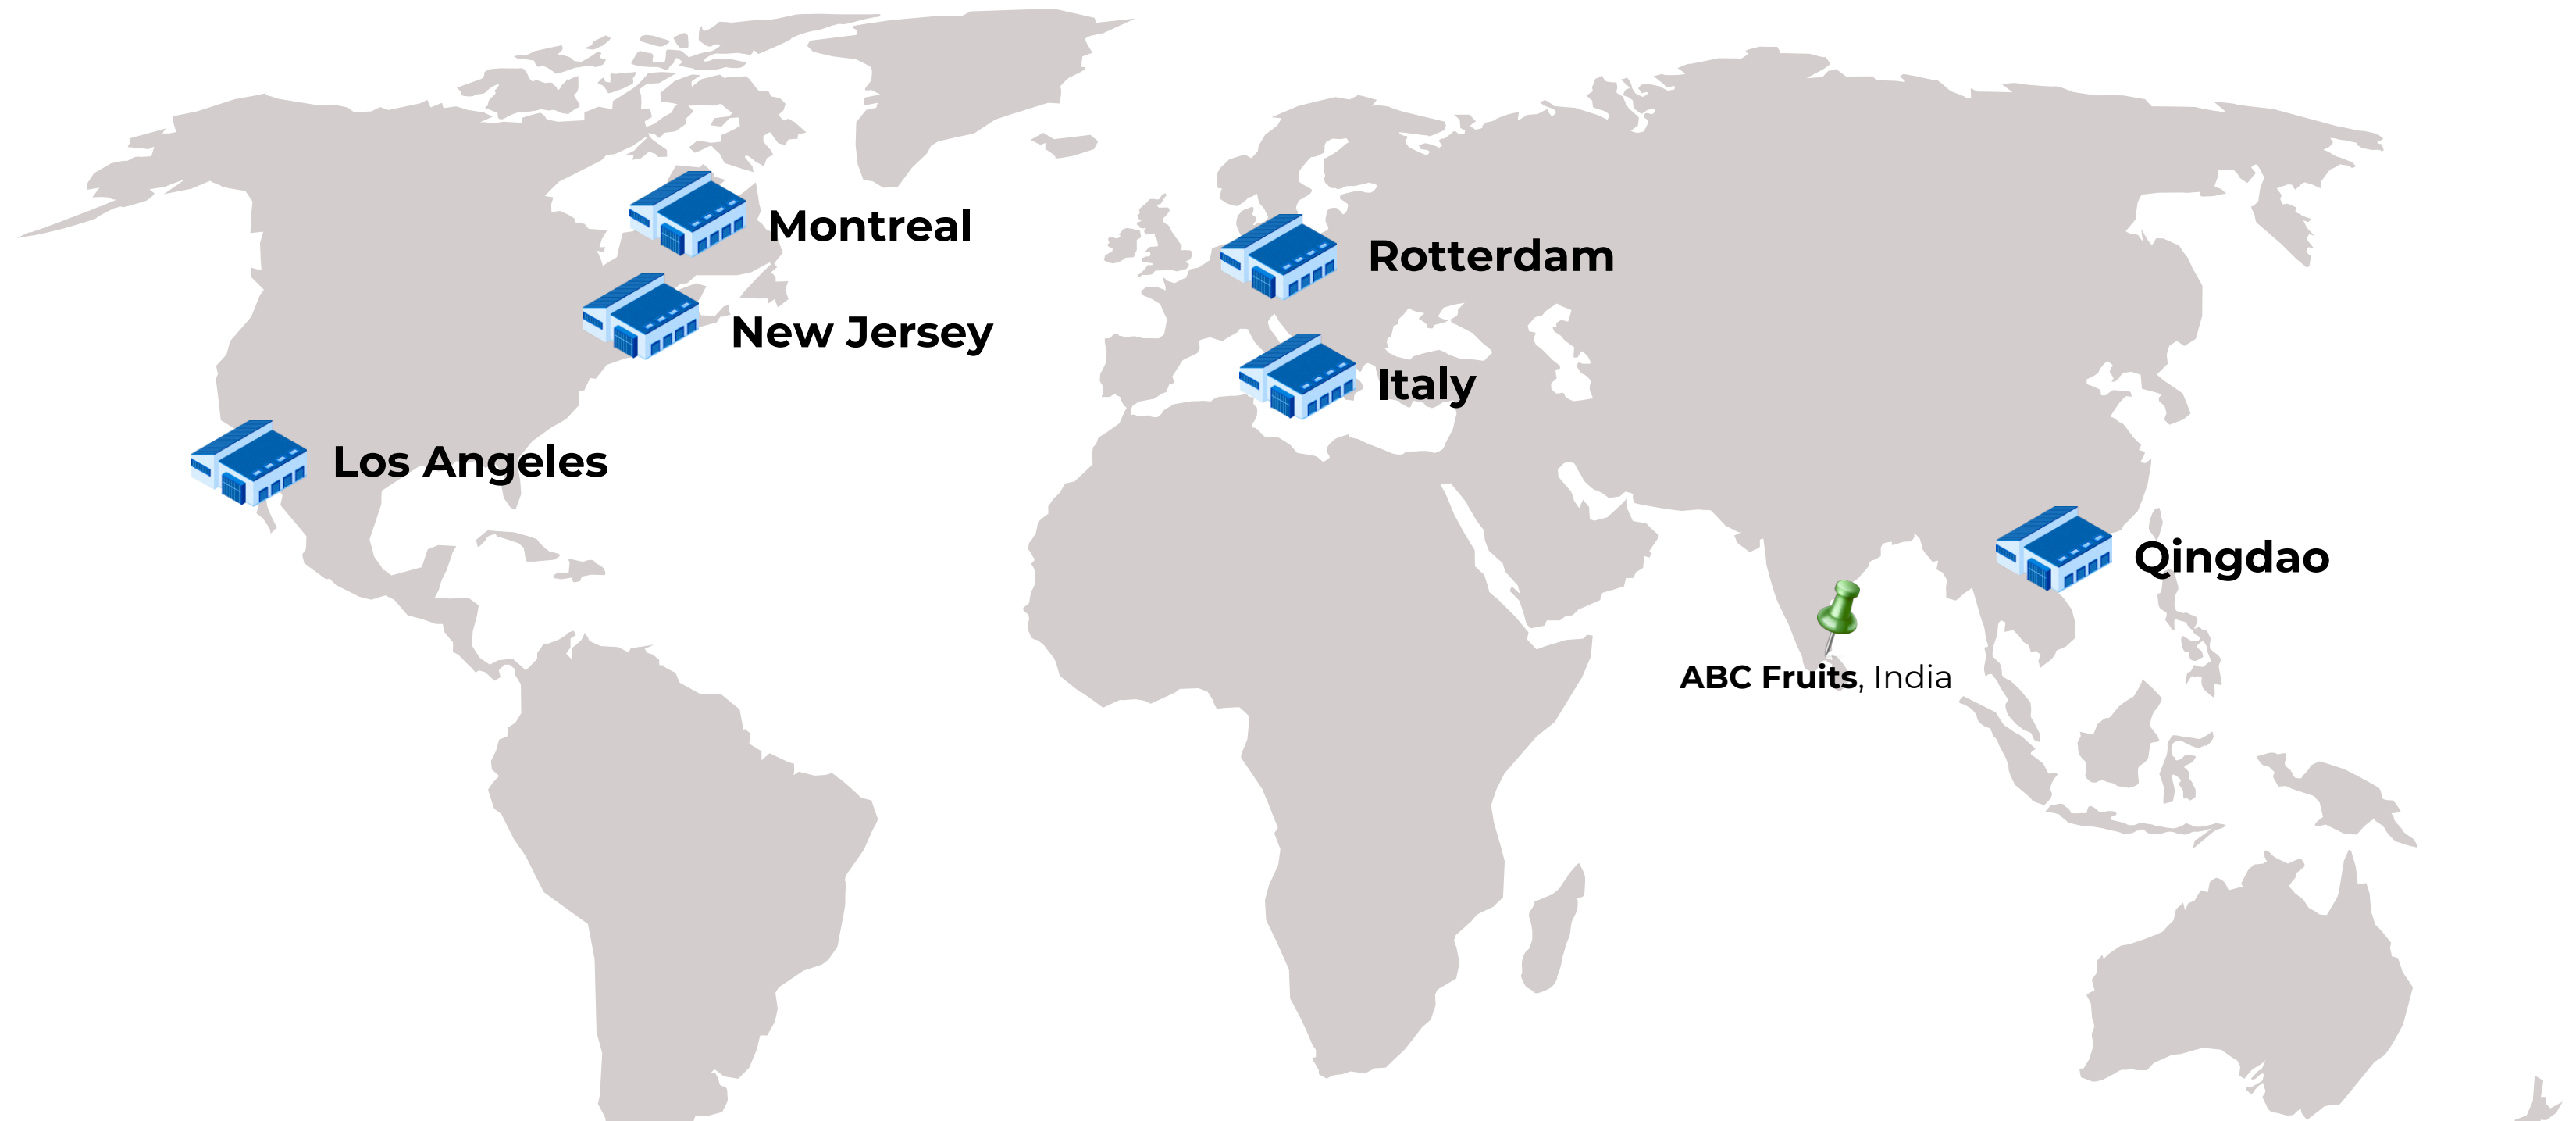 Montreal
Rotterdam
New Jersey
Italy
Los Angeles
Qingdao
ABC Fruits, India